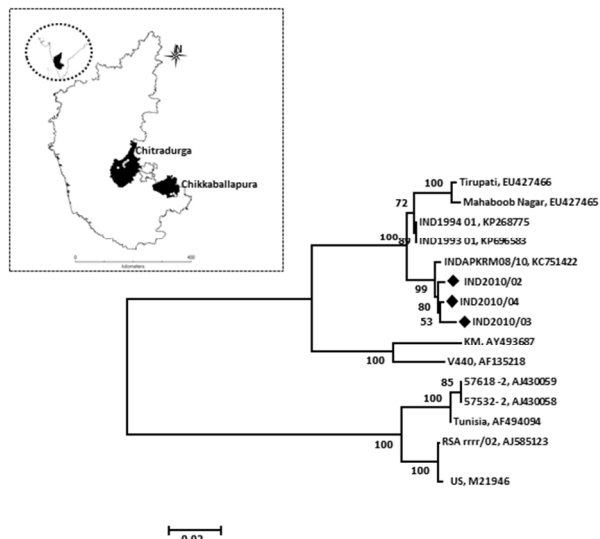 N
Chitradurga
Chikkaballapura
0 400
kilometers
100
Tirupati, EU427466
Mahaboob Nagar, EU427465
72
IND1994 01, KP268775
100
89
IND1993 01, KP696583
INDAPKRM08/10, KC751422
99
IND2010/02
80
IND2010/04
53
IND2010/03
KM, AY493687
100
V440, AF135218
85
57618-2, AJ430059
57532-2, AJ430058
100
Tunisia, AF494094
100
RSA rrrr/02, AJ585123
100
US, M21946
0.02